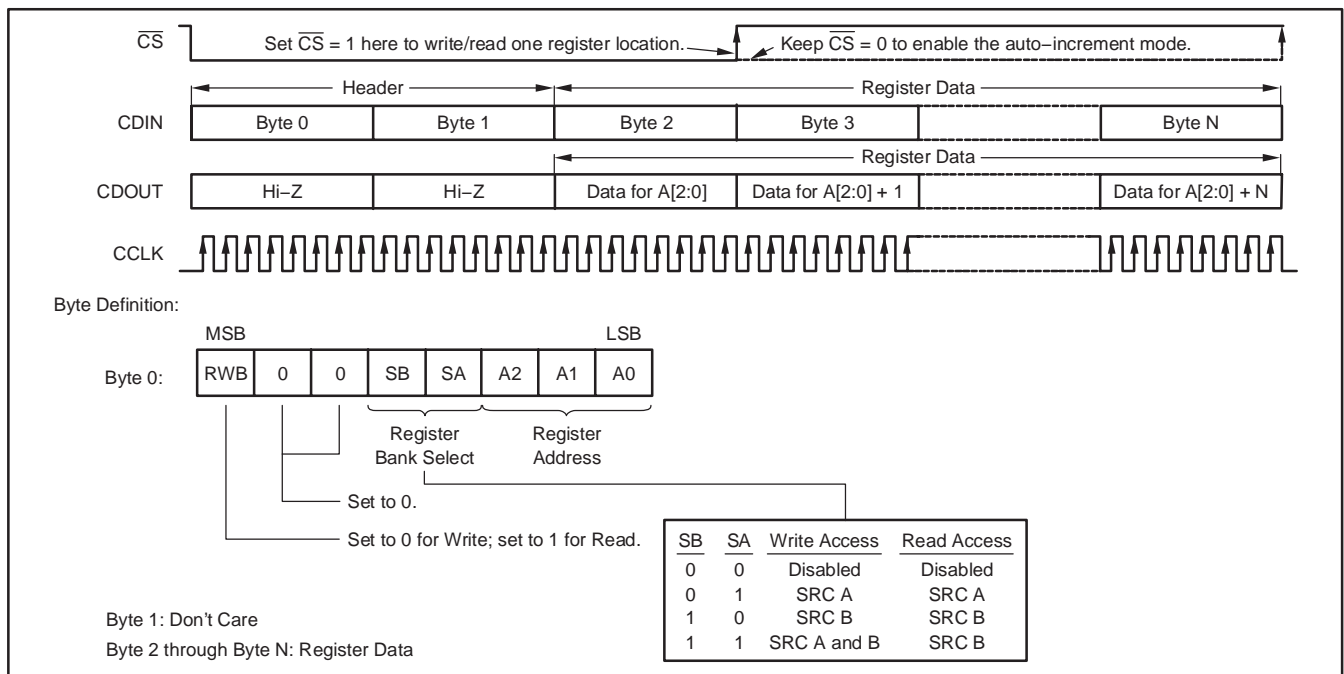 CS Set CS = 1 here to write/read one register location. Keep CS = 0 to enable the auto−increment mode.
Header Register Data
CDIN Byte 0 Byte 1 Byte 2 Byte 3 Byte N
Register Data
CDOUT Hi−Z Hi−Z Data for A[2:0] Data for A[2:0] + 1 Data for A[2:0] + N
CCLK
Byte Definition:
MSB LSB
Byte 0: RWB 0 0 SB SA A2 A1 A0
Register Bank Select
Register Address
Set to 0.
Set to 0 for Write; set to 1 for Read.
SB SA Write Access Read Access
0 0 Disabled Disabled
0 1 SRC A SRC A
1 0 SRC B SRC B
1 1 SRC A and B SRC B
Byte 1: Don't Care
Byte 2 through Byte N: Register Data